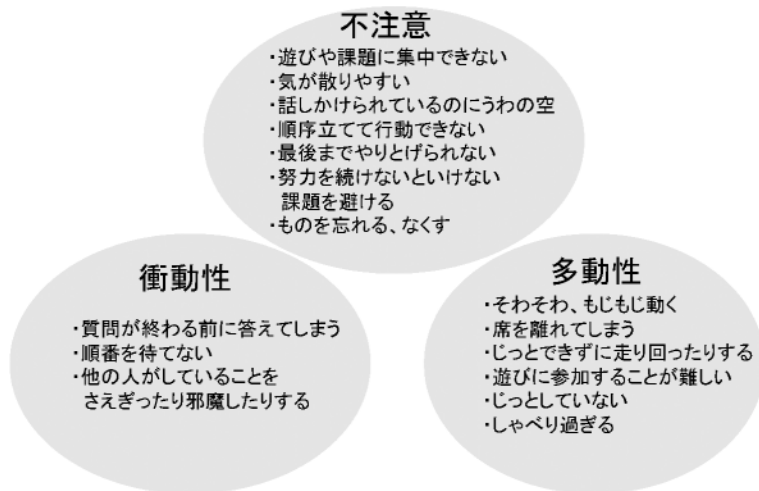 不注意
・遊びや課題に集中できない
・気が散りやすい
・話しかけられているのにうわの空
・順序立てて行動できない
・最後までやりとげられない
・努力を続けないといけない
課題を避ける
・ものを忘れる、なくす
衝動性
・質問が終わる前に答えてしまう
・順番を待てない
・他の人がしていることを
さえぎったり邪魔したりする
多動性
・そわそわ、もじもじ動く
・席を離れてしまう
・じっとできずに走り回ったりする
・遊びに参加することが難しい
・じっとしていない
・しゃべり過ぎる